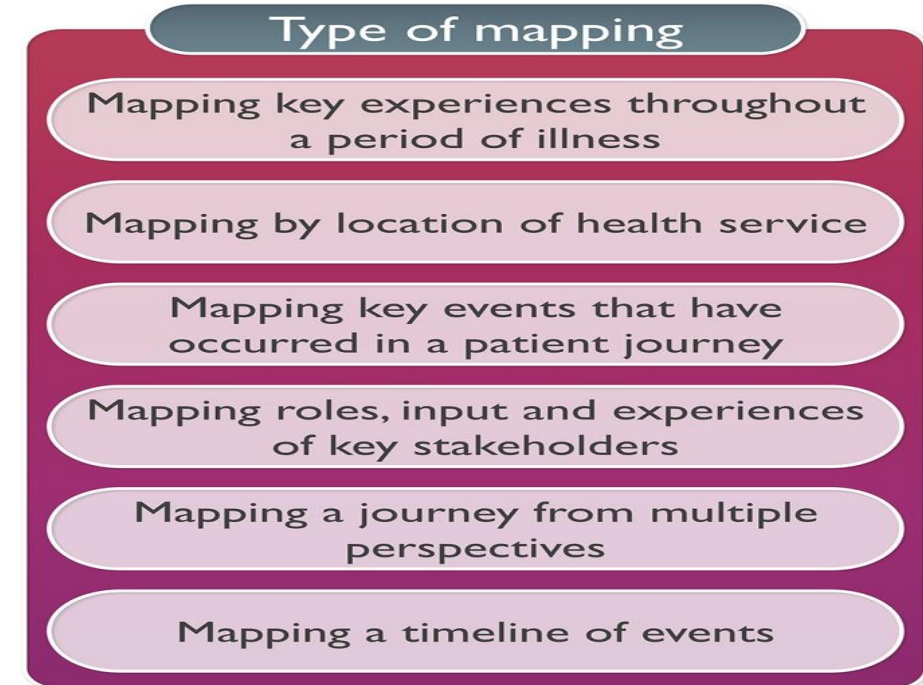 Type of mapping
Mapping key experiences throughout
a period of illness
Mapping by location of health service
Mapping key events that have
occurred in a patient journey
Mapping roles, input and experiences
of key stakeholders
Mapping a journey from multiple
perspectives
Mapping a timeline of events